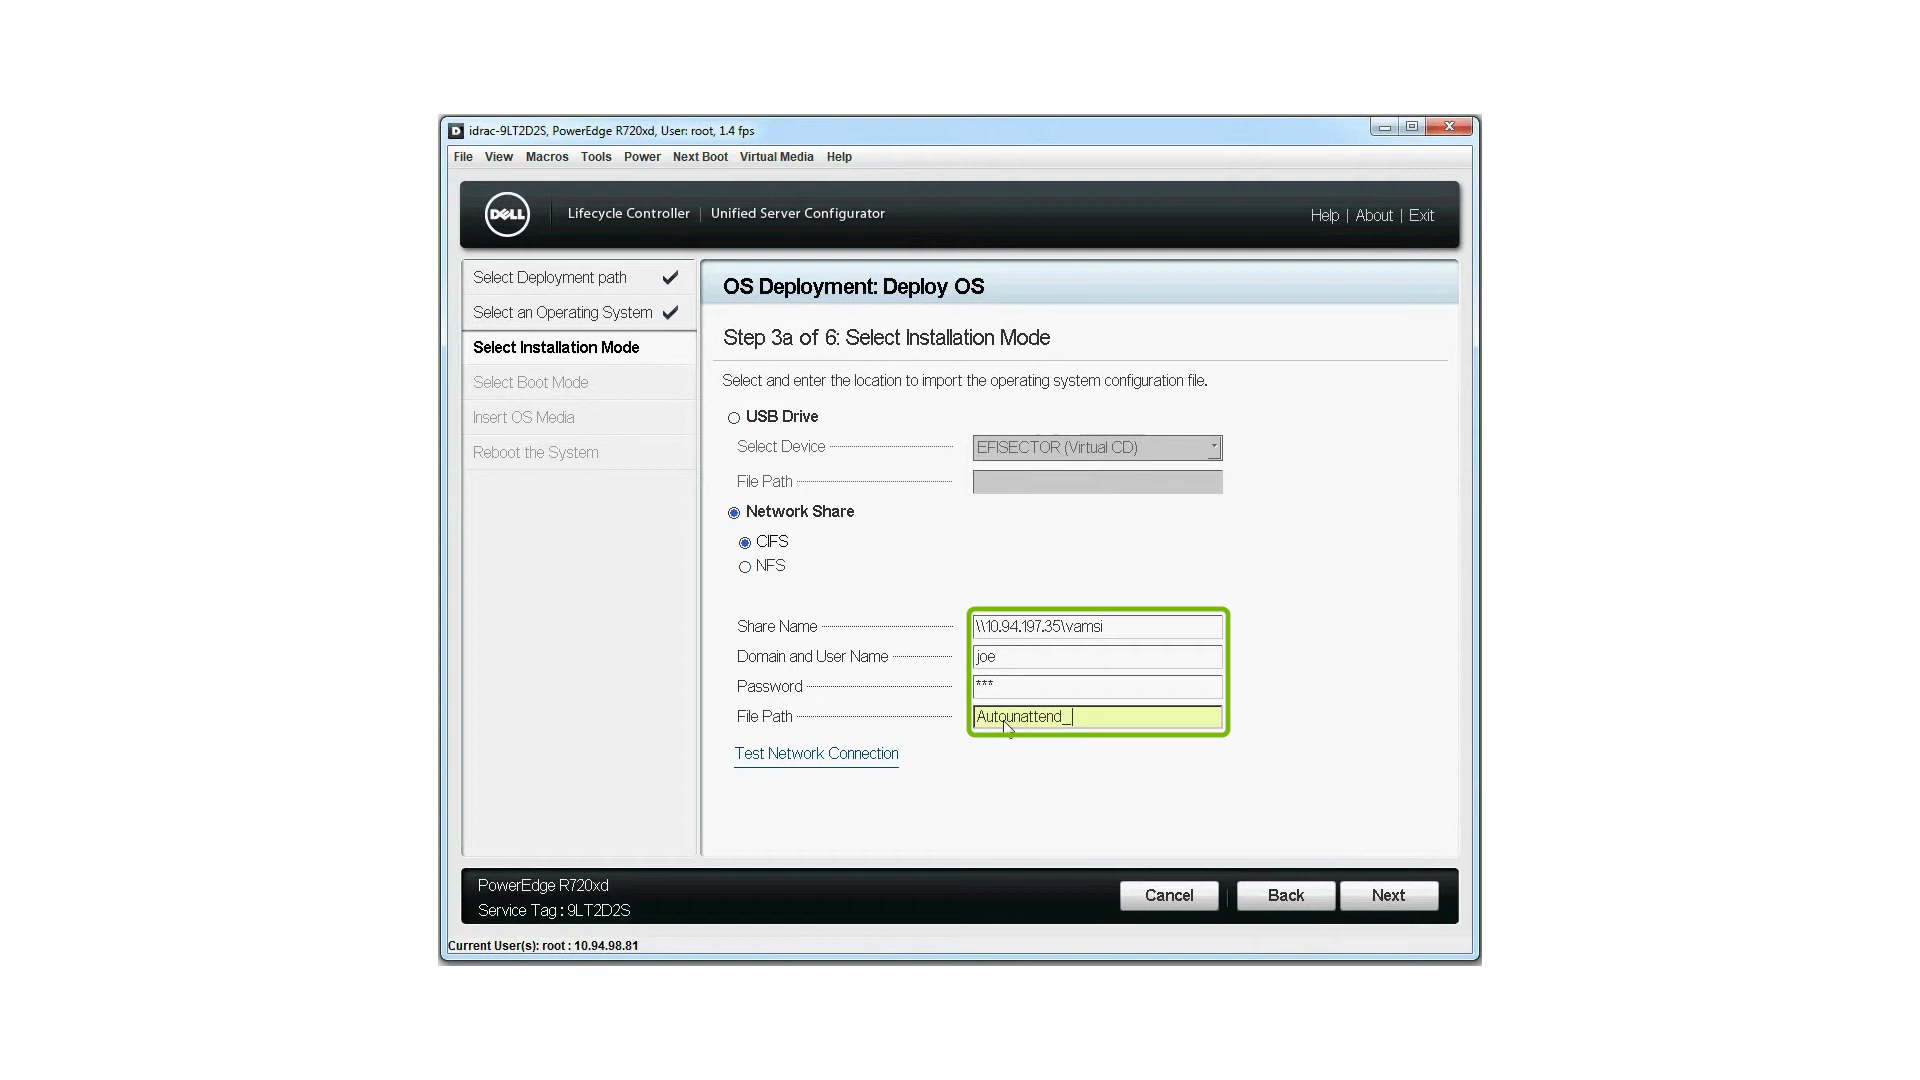 idrac-9LT2D2S, PowerEdge R720xd, User: root, 1.4 fps
File View Macros Tools Power Next Boot Virtual Media Help
DELL Lifecycle Controller | Unified Server Configurator Help | About | Exit
Select Deployment path
Select an Operating System
Select Installation Mode
Select Boot Mode
Insert OS Media
Reboot the System
OS Deployment: Deploy OS
Step 3a of 6: Select Installation Mode
Select and enter the location to import the operating system configuration file.
USB Drive
Select Device EFISECTOR (Virtual CD)
File Path
Network Share
CIFS
NFS
Share Name \\10.94.197.35\vamsi
Domain and User Name joe
Password ***
File Path Autounattend_
Test Network Connection
PowerEdge R720xd
Service Tag : 9LT2D2S
Cancel Back Next
Current User(s): root : 10.94.98.81